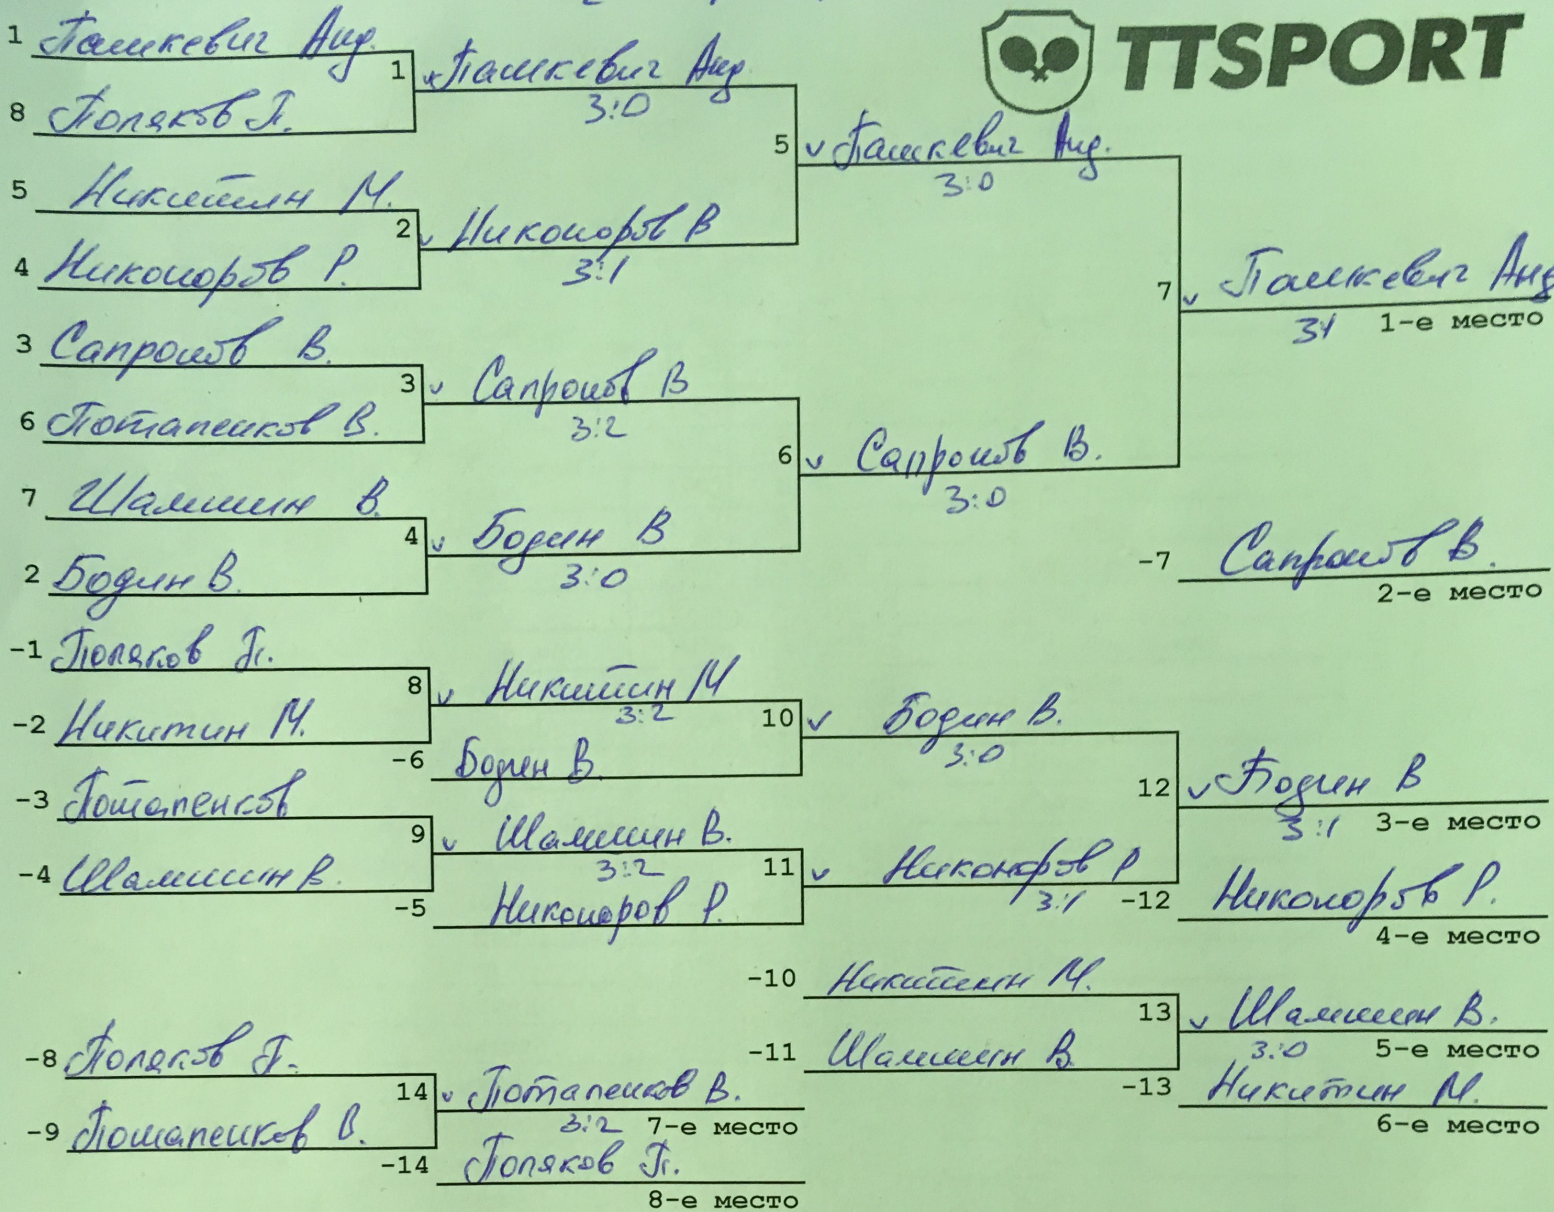 TTSPORT
1 Пашкевич Анд.
1 Пашкевич Анд
3:0
8 Поляков П.
5 Пашкевич Анд.
3:0
5 Никитин М.
2 Никоноров В
3:1
4 Никоноров Р.
7 Пашкевич Анд
3:1 1-е место
3 Сапронов В.
3 Сапронов В
3:2
6 Потапенков В.
6 Сапронов В.
3:0
7 Шамшин В.
4 Бодин В
3:0
2 Бодин В.
-7 Сапронов В.
2-е место
-1 Поляков П.
8 Никитин М
3:2
-2 Никитин М.
10 Бодин В.
3:0
-6 Бодин В.
12 Бодин В
3:1 3-е место
-3 Потапенков
9 Шамшин В.
3:2
-4 Шамшин В.
11 Никоноров Р
3:1
-5 Никоноров Р.
-12 Никоноров Р.
4-е место
-10 Никитин М.
13 Шамшин В.
3:0 5-е место
-11 Шамшин В.
-13 Никитин М.
6-е место
-8 Поляков П.
14 Потапенков В.
3:2 7-е место
-9 Потапенков В.
-14 Поляков П.
8-е место